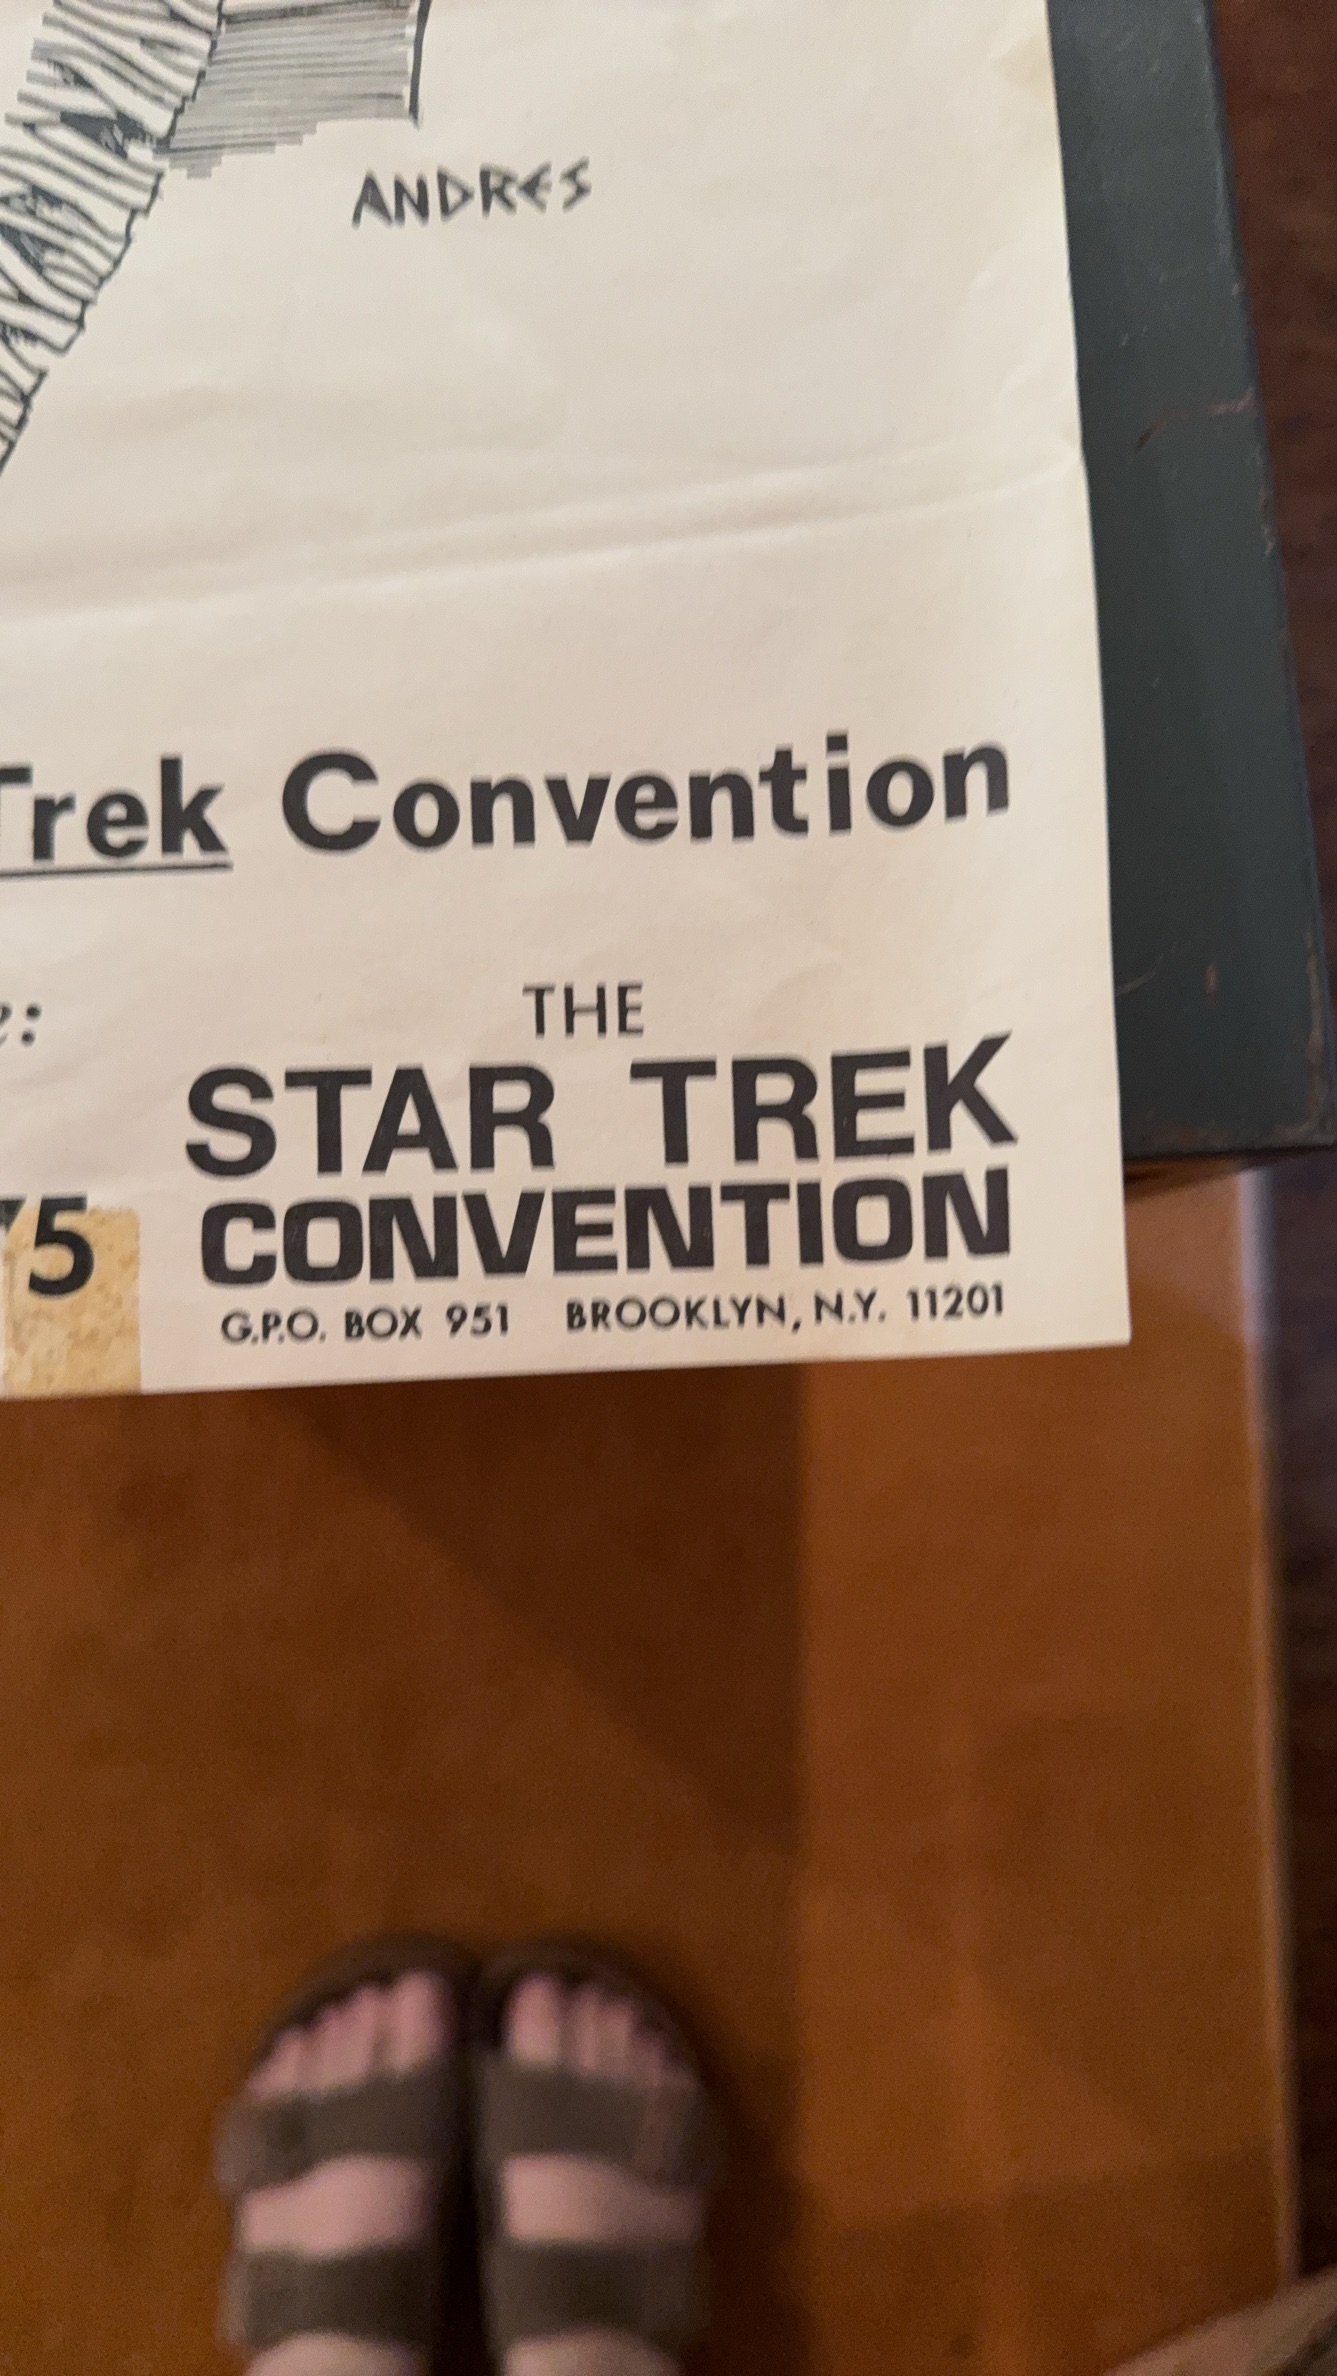 ANDRES
Trek Convention
e:
THE
STAR TREK
CONVENTION
75
G.P.O. BOX 951 BROOKLYN, N.Y. 11201